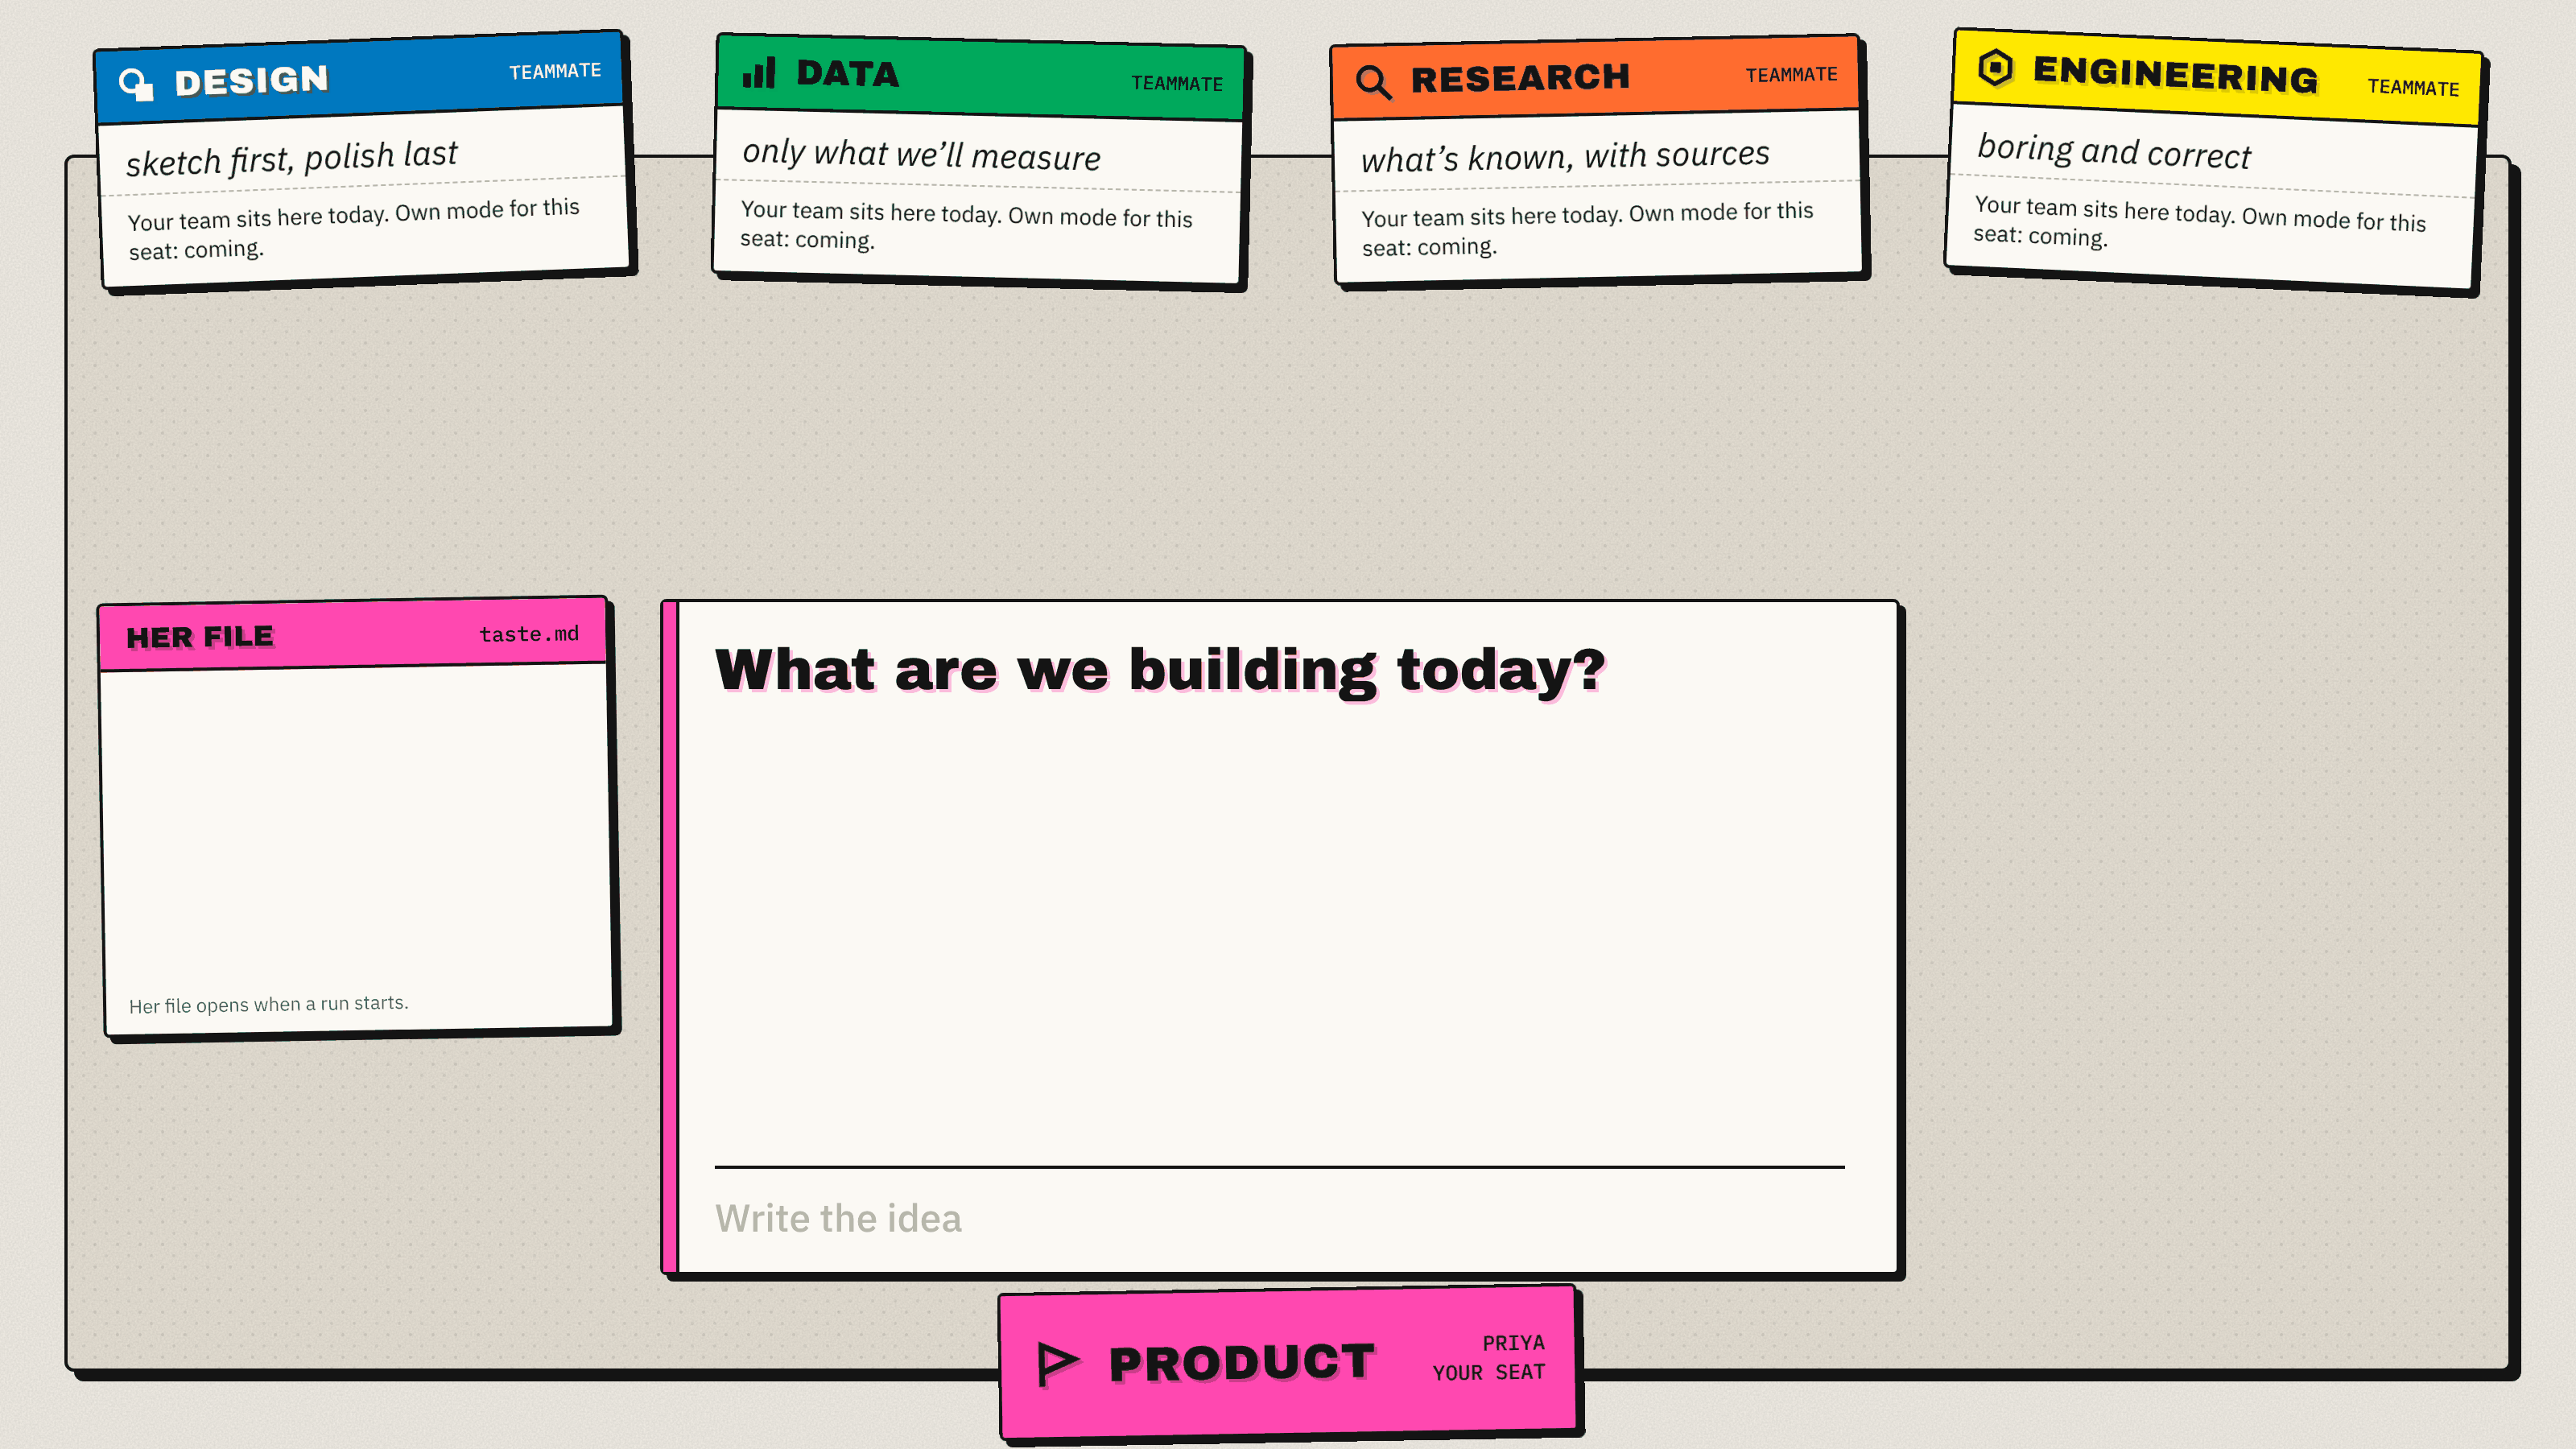 DESIGN
TEAMMATE
sketch first, polish last
Your team sits here today. Own mode for this
seat: coming.
DATA
TEAMMATE
only what we’ll measure
Your team sits here today. Own mode for this
seat: coming.
RESEARCH
TEAMMATE
what’s known, with sources
Your team sits here today. Own mode for this
seat: coming.
ENGINEERING
TEAMMATE
boring and correct
Your team sits here today. Own mode for this
seat: coming.
HER FILE
taste.md
Her file opens when a run starts.
What are we building today?
Write the idea
PRODUCT
PRIYA
YOUR SEAT